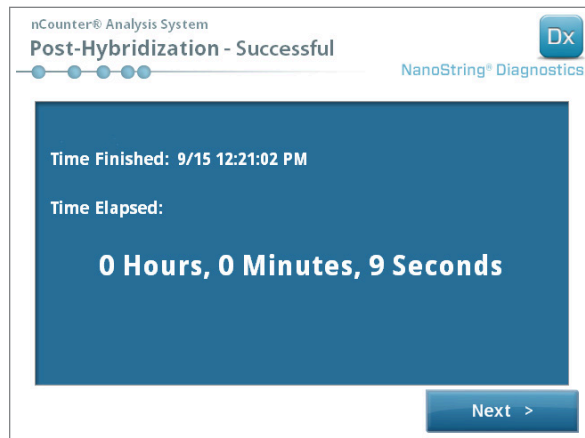 nCounter® Analysis System
Post-Hybridization - Successful
Dx
NanoString® Diagnostics
Time Finished: 9/15 12:21:02 PM
Time Elapsed:
0 Hours, 0 Minutes, 9 Seconds
Next >